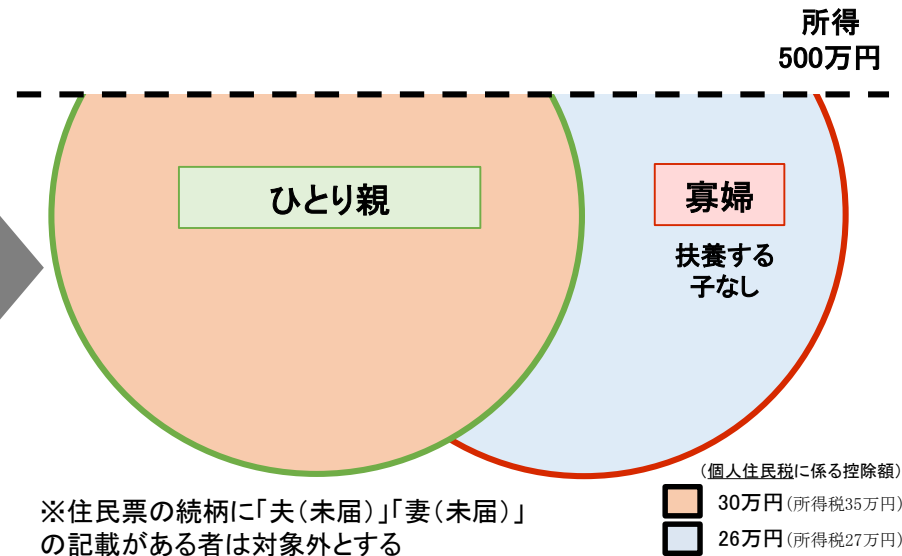 所得
500万円
ひとり親
寡婦
扶養する
子なし
※住民票の続柄に「夫(未届)」「妻(未届)」
の記載がある者は対象外とする
(個人住民税に係る控除額)
30万円(所得税35万円)
26万円(所得税27万円)